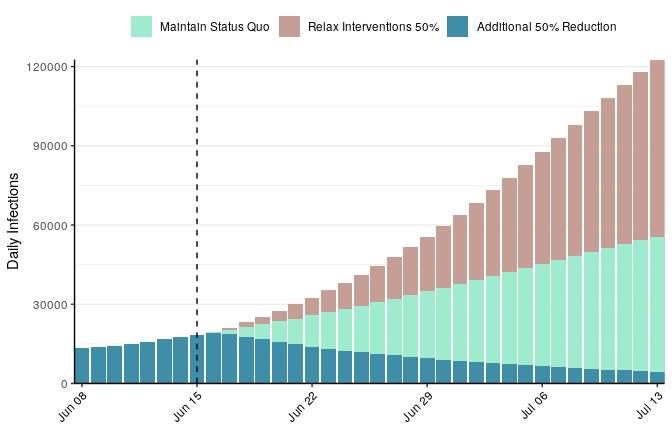 Maintain Status Quo Relax Interventions 50% Additional 50% Reduction
120000
90000
60000
30000
0
Daily Infections
Jun 08 Jun 15 Jun 22 Jun 29 Jul 06 Jul 13